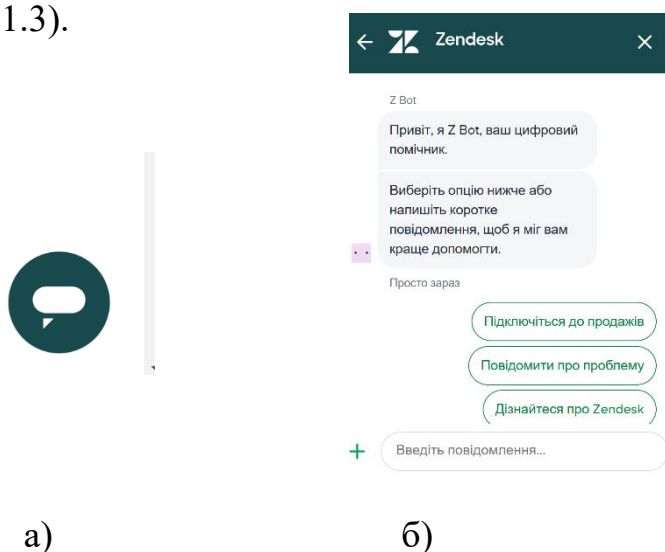 1.3).
Zendesk
Z Bot
Привіт, я Z Bot, ваш цифровий
помічник.
Виберіть опцію нижче або
напишіть коротке
повідомлення, щоб я міг вам
краще допомогти.
Просто зараз
Підключіться до продажів
Повідомити про проблему
Дізнайтеся про Zendesk
Введіть повідомлення...
а)
б)